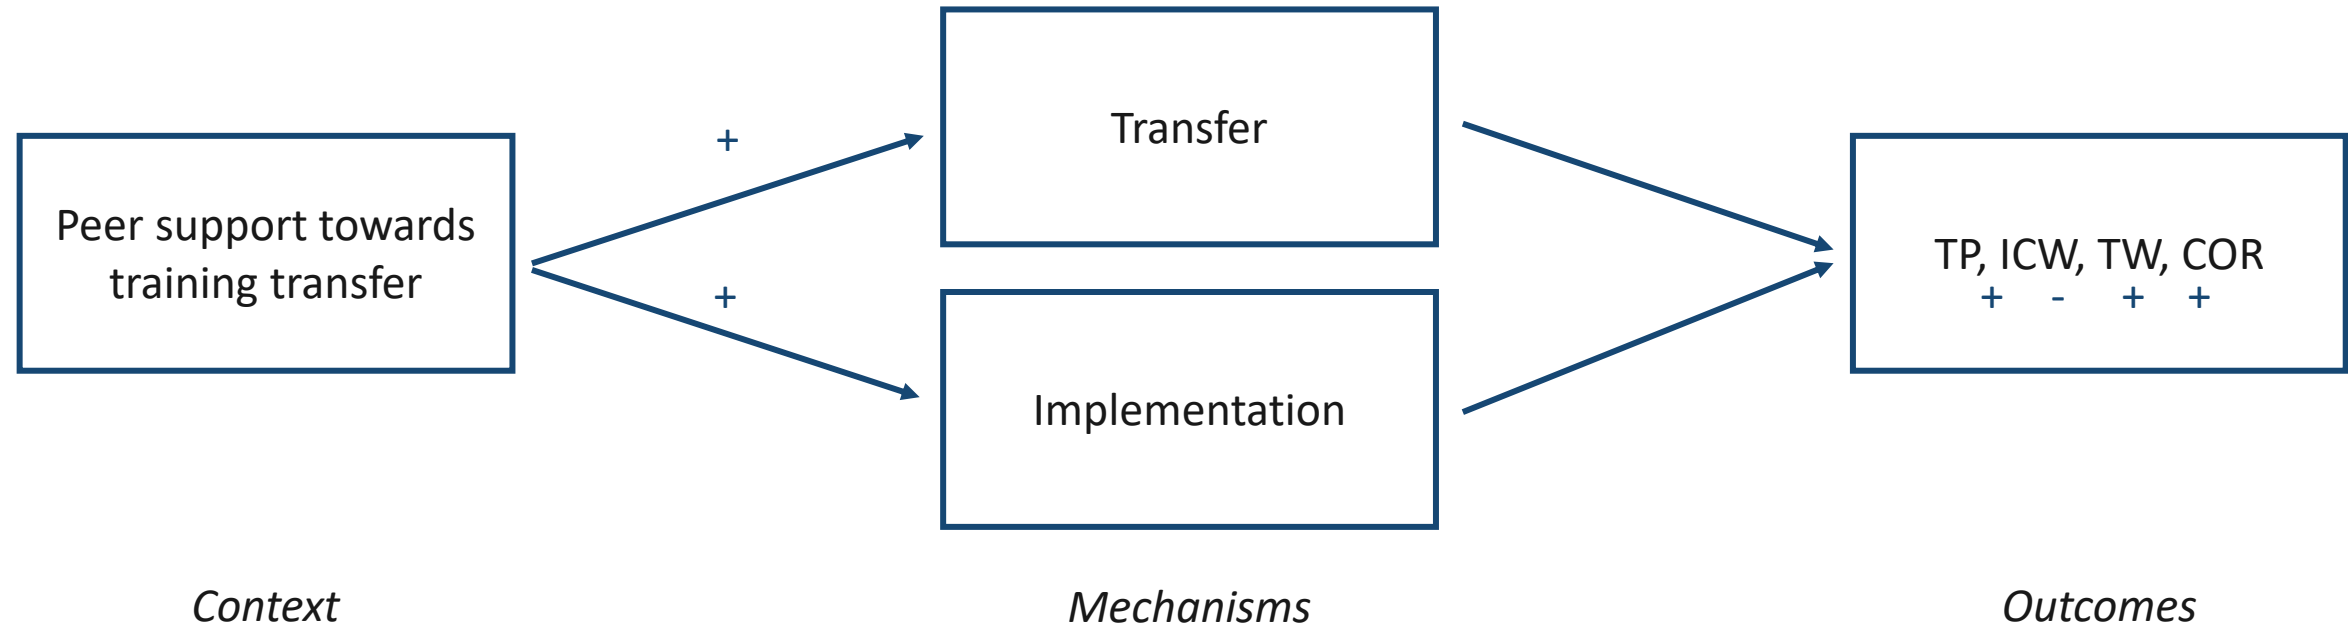 Peer support towards
training transfer
+
+
Transfer
Implementation
TP, ICW, TW, COR
+ - + +
Context
Mechanisms
Outcomes